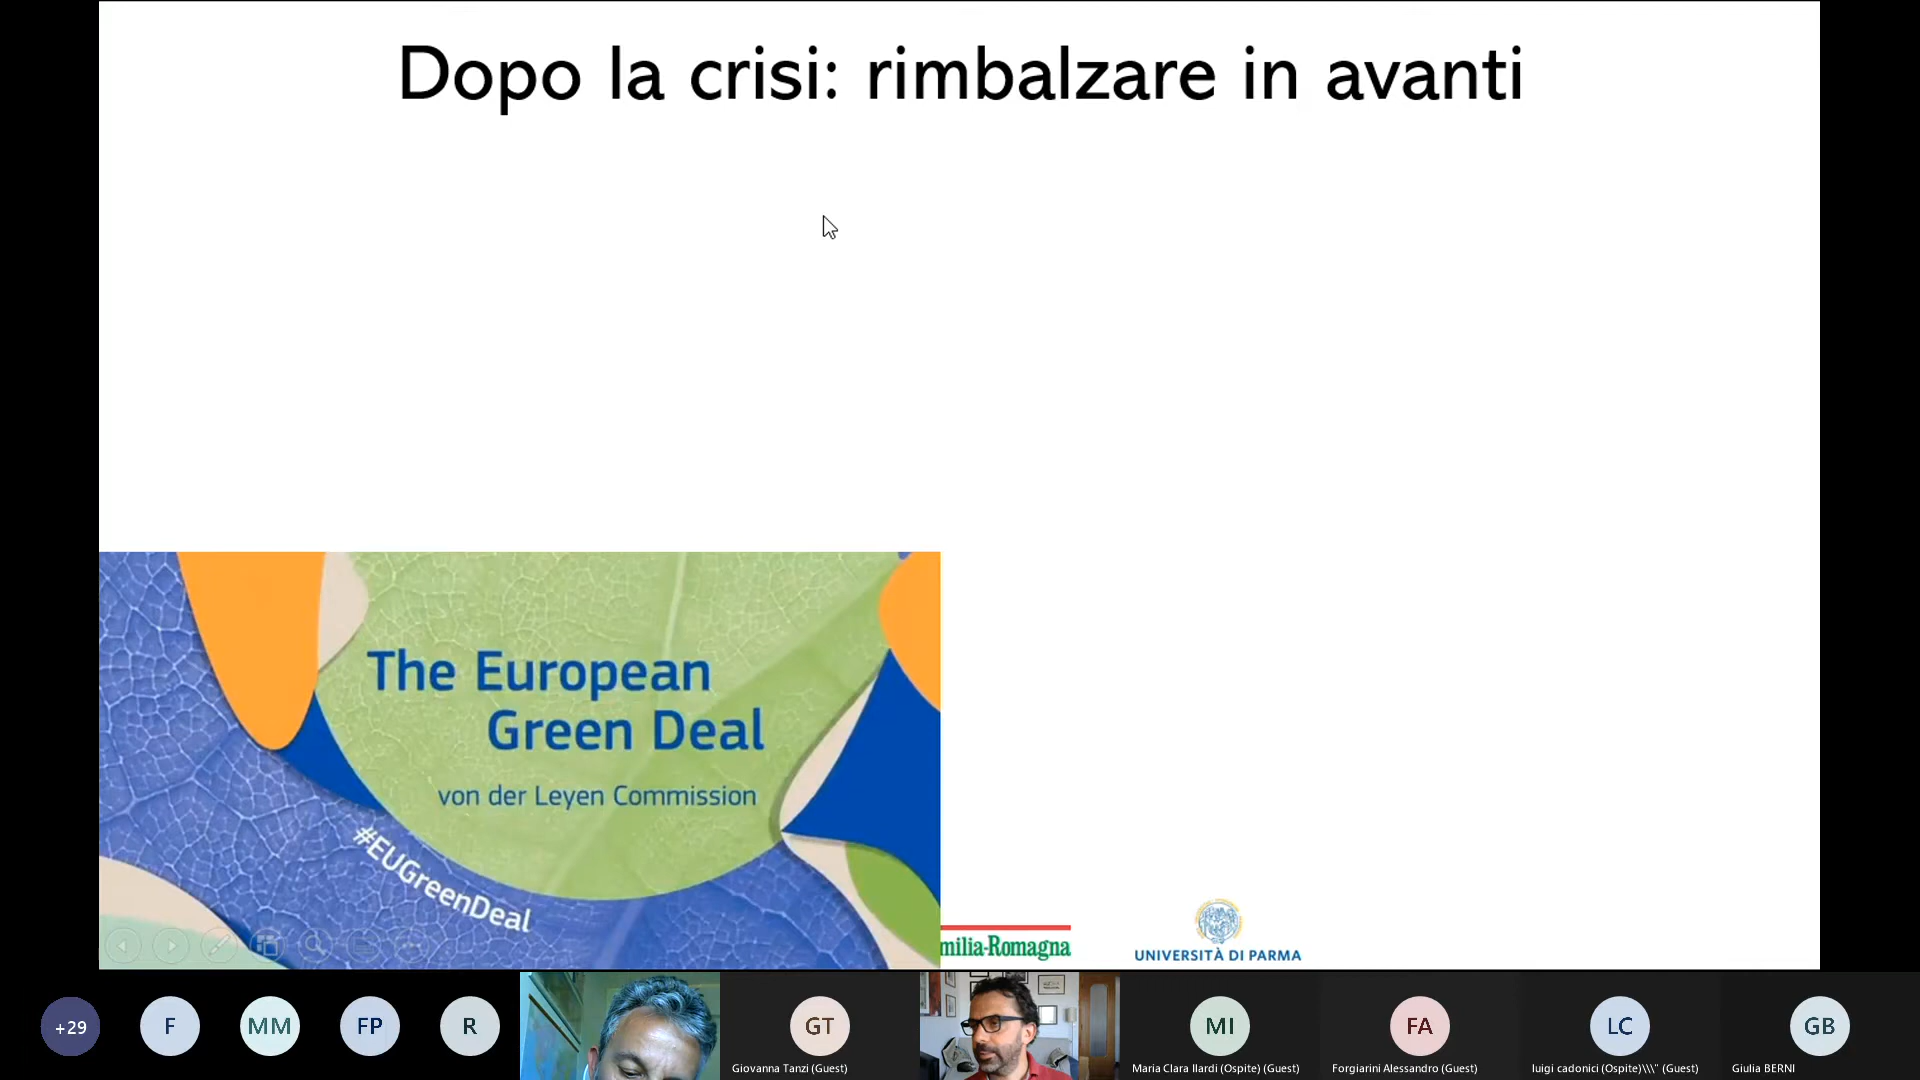 Dopo la crisi: rimbalzare in avanti
The European
Green Deal
von der Leyen Commission
#EUGreenDeal
milia-Romagna
UNIVERSITÀ DI PARMA
+29
F
MM
FP
R
GT
Giovanna Tanzi (Guest)
MI
Maria Clara Ilardi (Ospite) (Guest)
FA
Forgiarini Alessandro (Guest)
LC
luigi cadonici (Ospite)\\\" (Guest)
GB
Giulia BERNI